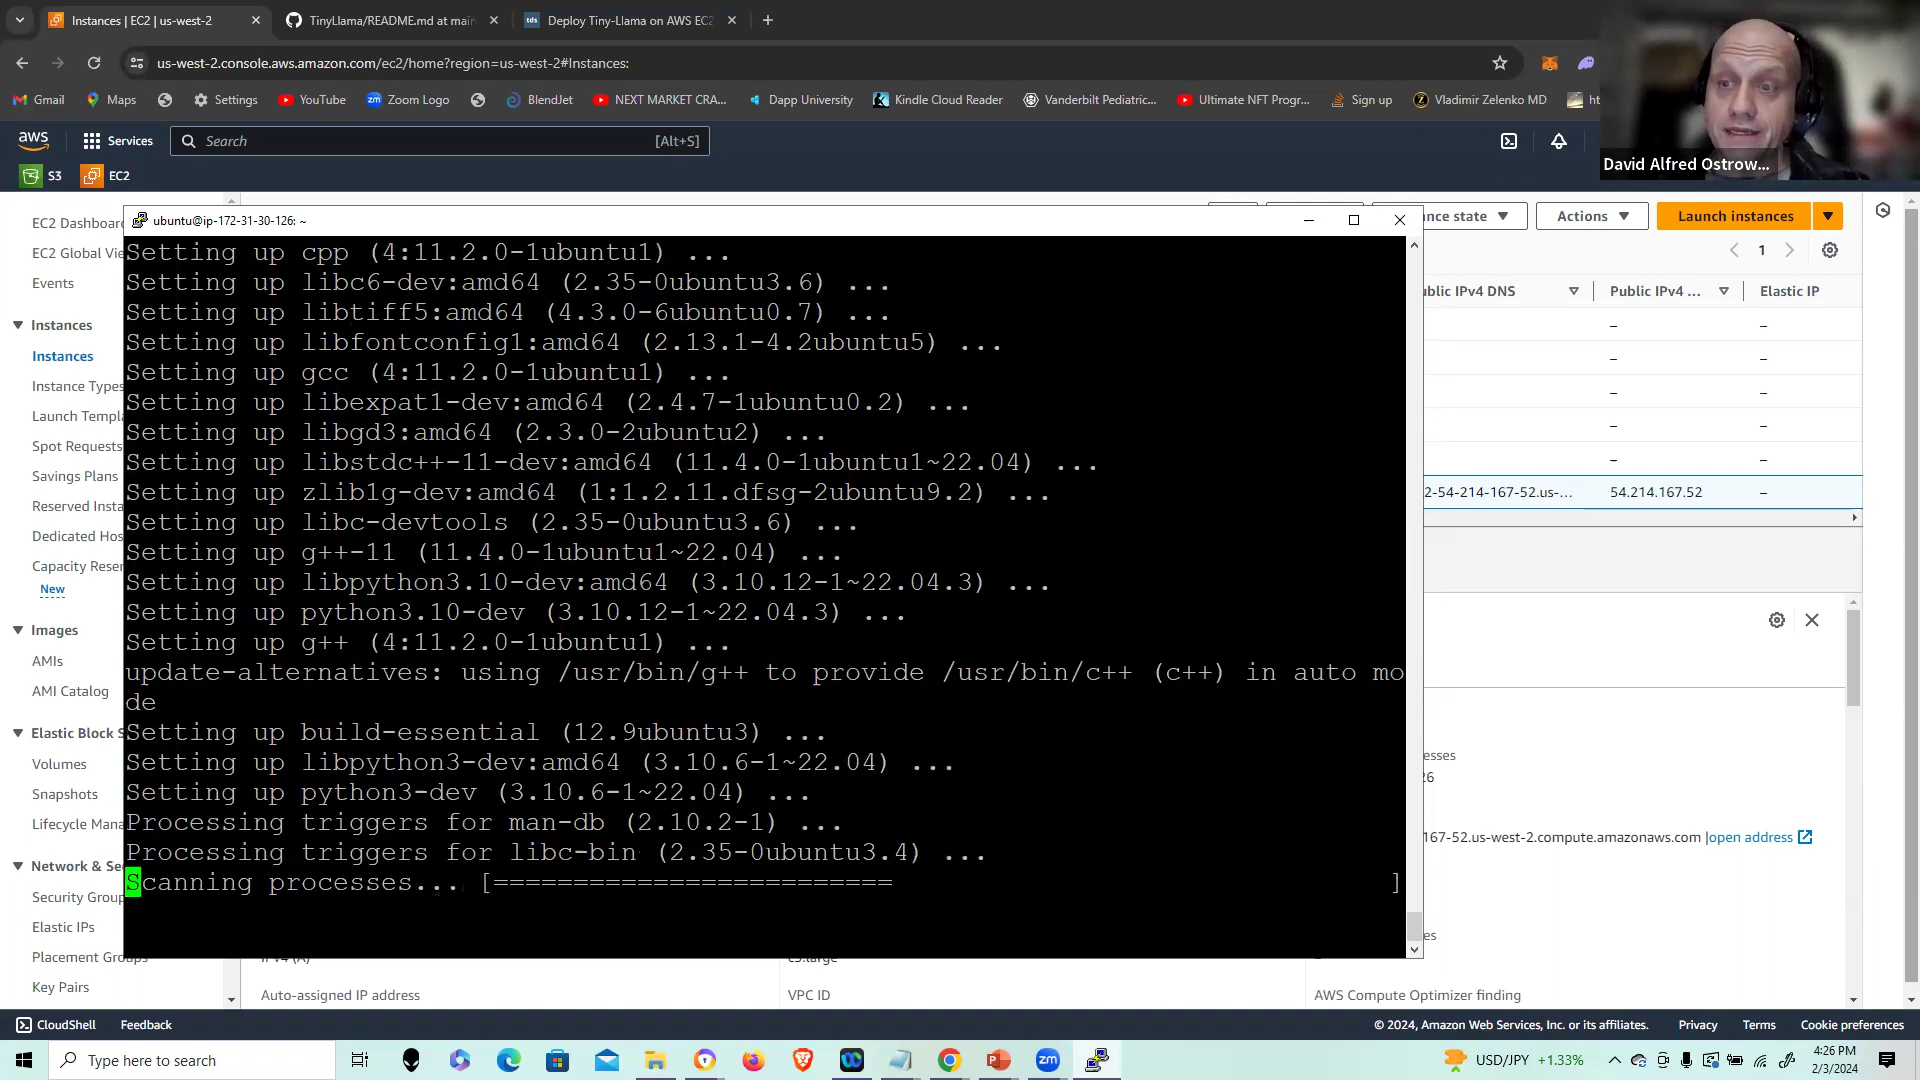 Instances | EC2 | us-west-2
TinyLlama/README.md at main
Deploy Tiny-Llama on AWS EC2
us-west-2.console.aws.amazon.com/ec2/home?region=us-west-2#Instances:
Gmail
Maps
Settings
YouTube
Zoom Logo
BlendJet
NEXT MARKET CRA...
Dapp University
Kindle Cloud Reader
Vanderbilt Pediatric...
Ultimate NFT Progr...
Sign up
Vladimir Zelenko MD
ht
David Alfred Ostrow...
aws
Services
Search
[Alt+S]
S3
EC2
EC2 Dashboar
EC2 Global Vie
Events
Instances
Instances
Instance Types
Launch Templa
Spot Requests
Savings Plans
Reserved Insta
Dedicated Hos
Capacity Reser
New
Images
AMIs
AMI Catalog
Elastic Block S
Volumes
Snapshots
Lifecycle Mana
Network & Se
Security Group
Elastic IPs
Placement Groups
Key Pairs
ubuntu@ip-172-31-30-126: ~
Setting up cpp (4:11.2.0-1ubuntu1) ...
Setting up libc6-dev:amd64 (2.35-0ubuntu3.6) ...
Setting up libtiff5:amd64 (4.3.0-6ubuntu0.7) ...
Setting up libfontconfig1:amd64 (2.13.1-4.2ubuntu5) ...
Setting up gcc (4:11.2.0-1ubuntu1) ...
Setting up libexpat1-dev:amd64 (2.4.7-1ubuntu0.2) ...
Setting up libgd3:amd64 (2.3.0-2ubuntu2) ...
Setting up libstdc++-11-dev:amd64 (11.4.0-1ubuntu1~22.04) ...
Setting up zlib1g-dev:amd64 (1:1.2.11.dfsg-2ubuntu9.2) ...
Setting up libc-devtools (2.35-0ubuntu3.6) ...
Setting up g++-11 (11.4.0-1ubuntu1~22.04) ...
Setting up libpython3.10-dev:amd64 (3.10.12-1~22.04.3) ...
Setting up python3.10-dev (3.10.12-1~22.04.3) ...
Setting up g++ (4:11.2.0-1ubuntu1) ...
update-alternatives: using /usr/bin/g++ to provide /usr/bin/c++ (c++) in auto mo
de
Setting up build-essential (12.9ubuntu3) ...
Setting up libpython3-dev:amd64 (3.10.6-1~22.04) ...
Setting up python3-dev (3.10.6-1~22.04) ...
Processing triggers for man-db (2.10.2-1) ...
Processing triggers for libc-bin (2.35-0ubuntu3.4) ...
Scanning processes... [========================= ]
nce state
Actions
Launch instances
1
ublic IPv4 DNS
Public IPv4 ...
Elastic IP
– –
– –
– –
– –
– –
2-54-214-167-52.us-...
54.214.167.52
–
esses
26
167-52.us-west-2.compute.amazonaws.com |open address
es
–
IPv4 (A)
c5.large
Auto-assigned IP address
VPC ID
AWS Compute Optimizer finding
CloudShell
Feedback
© 2024, Amazon Web Services, Inc. or its affiliates.
Privacy
Terms
Cookie preferences
Type here to search
USD/JPY +1.33%
4:26 PM
2/3/2024